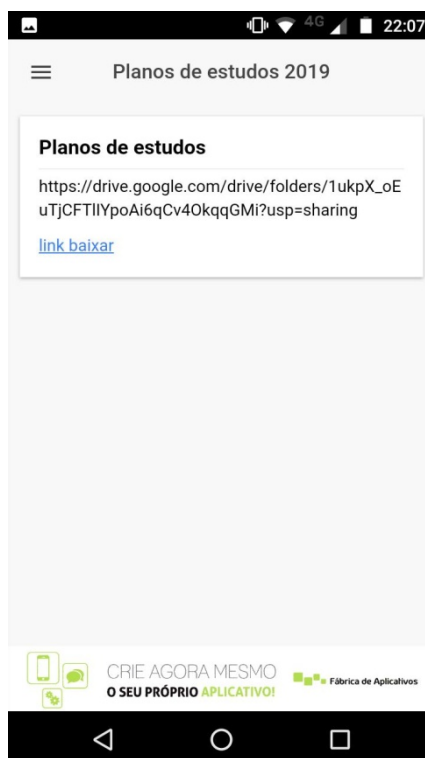 4G 22:07
Planos de estudos 2019
Planos de estudos
https://drive.google.com/drive/folders/1ukpX_oE
uTjCFTlIYpoAi6qCv4OkqqGMi?usp=sharing
link baixar
CRIE AGORA MESMO
O SEU PRÓPRIO APLICATIVO!
Fábrica de Aplicativos